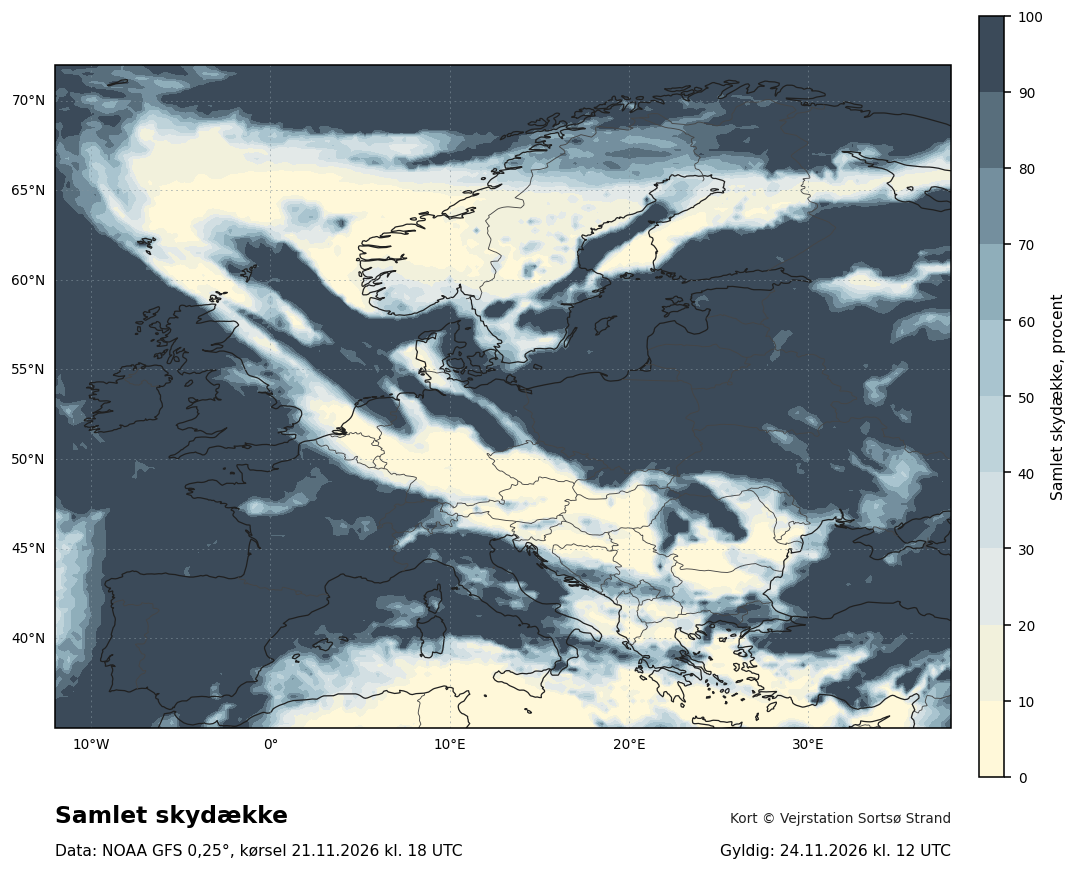 70°N
65°N
60°N
55°N
50°N
45°N
40°N
10°W 0° 10°E 20°E 30°E
100
90
80
70
60
50
40
30
20
10
0
Samlet skydække, procent
Samlet skydække
Kort © Vejrstation Sortsø Strand
Data: NOAA GFS 0,25°, kørsel 21.11.2026 kl. 18 UTC
Gyldig: 24.11.2026 kl. 12 UTC